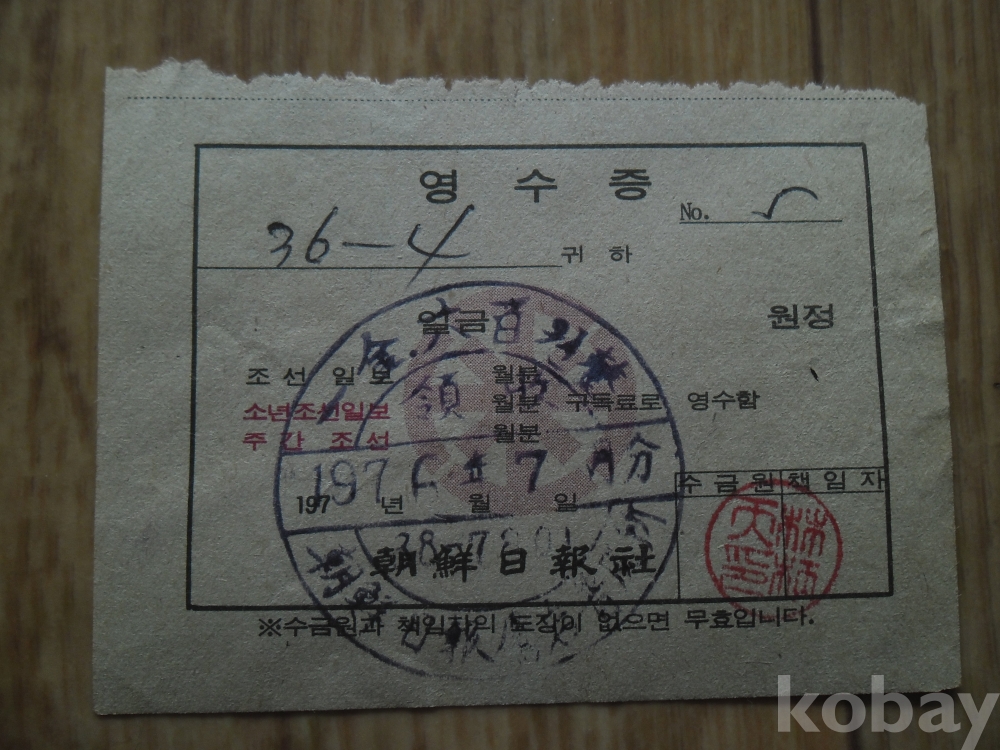 영수증
No. 5
36-4 귀하
일금 원정
조선일보 월분
소년조선일보 월분 구독료로 영수함
주간조선 월분
領收
1976年7月分
197 년 월 일
수금원 책임자
朝鮮日報社
※수금원과 책임자의 도장이 없으면 무효입니다.
kobay